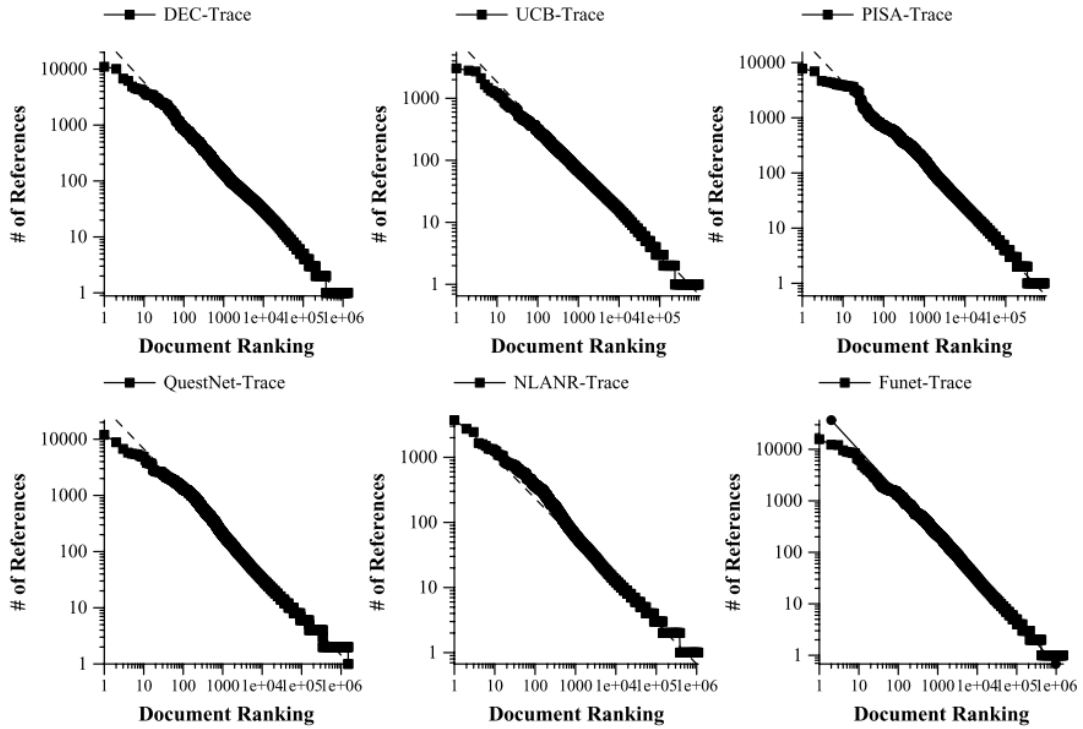 DEC-Trace
10000
1000
100
10
1
# of References
1 10 100 1000 1e+04 1e+05 1e+06
Document Ranking
UCB-Trace
1000
100
10
1
# of References
1 10 100 1000 1e+04 1e+05
Document Ranking
PISA-Trace
10000
1000
100
10
1
# of References
1 10 100 1000 1e+04 1e+05
Document Ranking
QuestNet-Trace
10000
1000
100
10
1
# of References
1 10 100 1000 1e+04 1e+05 1e+06
Document Ranking
NLANR-Trace
1000
100
10
1
# of References
1 10 100 1000 1e+04 1e+05 1e+06
Document Ranking
Funet-Trace
10000
1000
100
10
1
# of References
1 10 100 1000 1e+04 1e+05 1e+06
Document Ranking